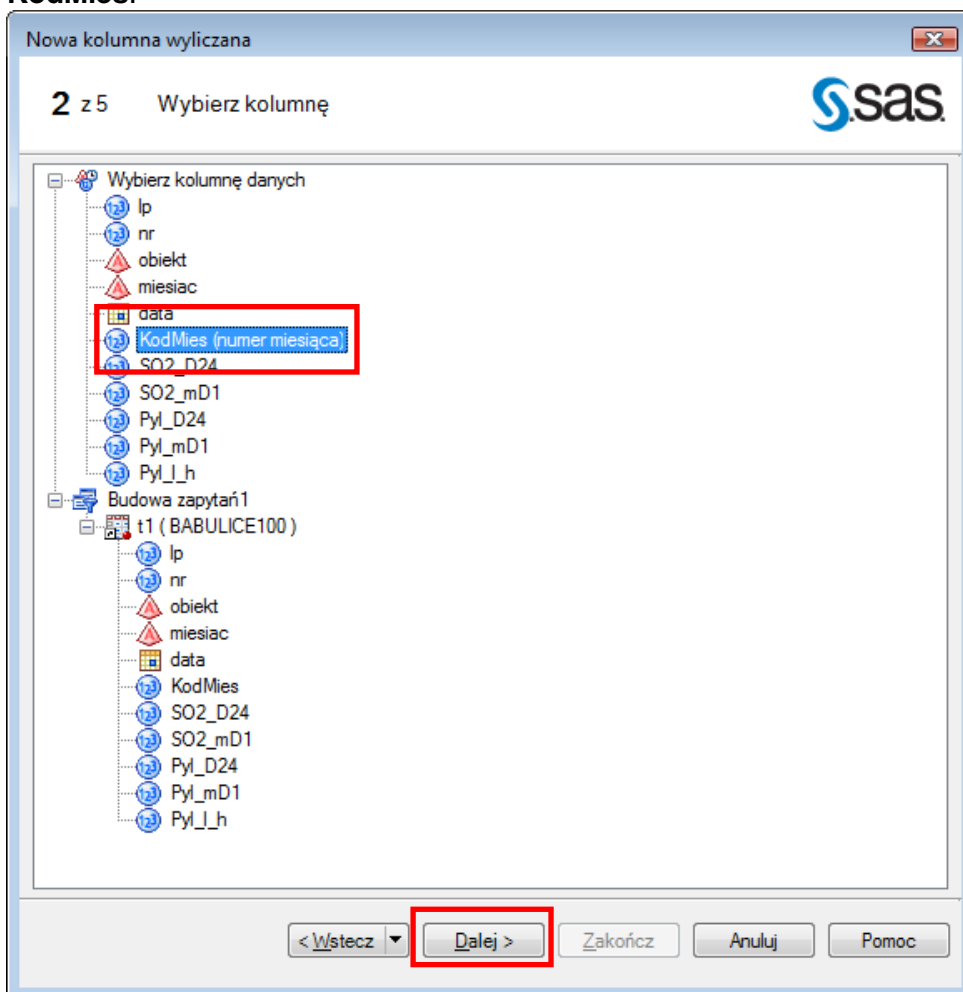 KodMies.
Nowa kolumna wyliczana
2 z 5 Wybierz kolumnę
sas
Wybierz kolumnę danych
lp
nr
obiekt
miesiac
data
KodMies (numer miesiąca)
SO2_D24
SO2_mD1
Pyl_D24
Pyl_mD1
Pyl_l_h
Budowa zapytań1
t1 ( BABULICE100 )
lp
nr
obiekt
miesiac
data
KodMies
SO2_D24
SO2_mD1
Pyl_D24
Pyl_mD1
Pyl_l_h
< Wstecz Dalej > Zakończ Anuluj Pomoc